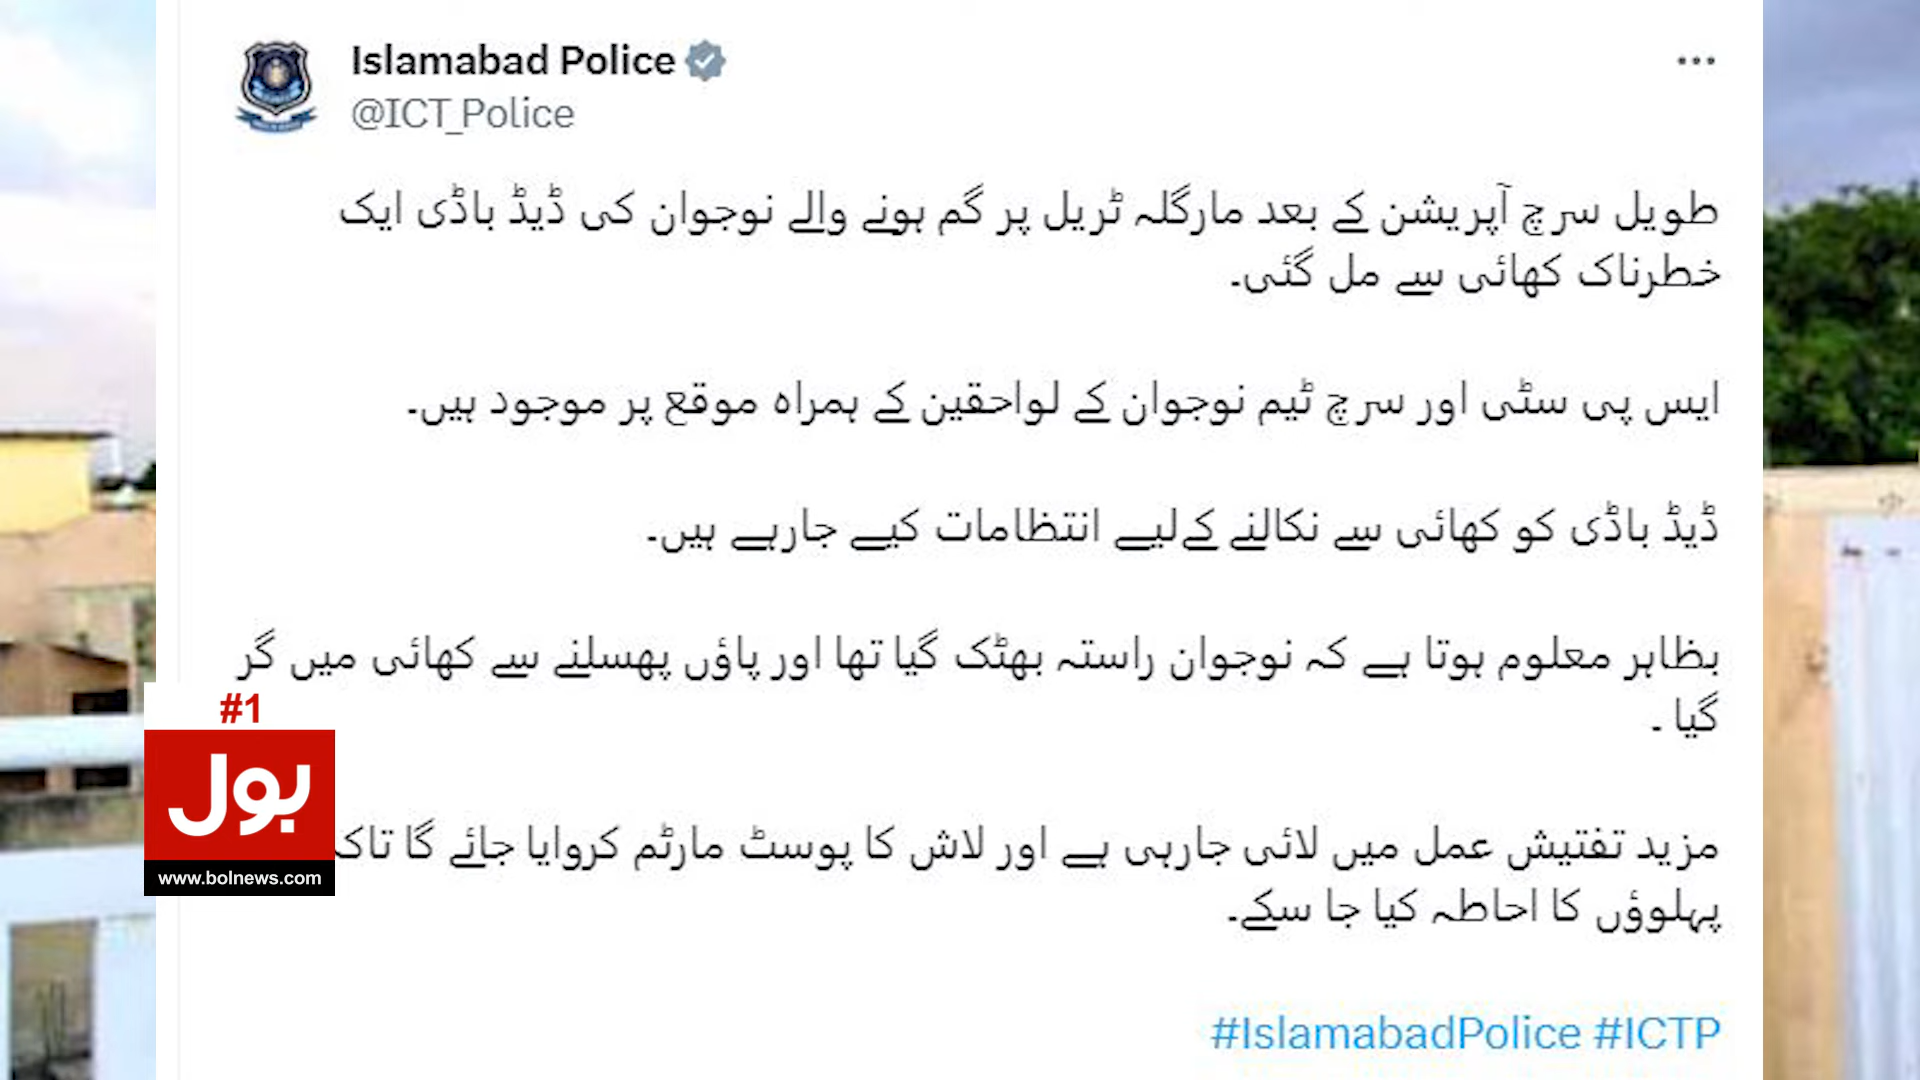 Islamabad Police
@ICT_Police
طویل سرچ آپریشن کے بعد مارگلہ ٹریل پر گم ہونے والے نوجوان کی ڈیڈ باڈی ایک
خطرناک کھائی سے مل گئی۔
ایس پی سٹی اور سرچ ٹیم نوجوان کے لواحقین کے ہمراہ موقع پر موجود ہیں۔
ڈیڈ باڈی کو کھائی سے نکالنے کےلیے انتظامات کیے جارہے ہیں۔
بظاہر معلوم ہوتا ہے کہ نوجوان راستہ بھٹک گیا تھا اور پاؤں پھسلنے سے کھائی میں گر
گیا ۔
مزید تفتیش عمل میں لائی جارہی ہے اور لاش کا پوسٹ مارٹم کروایا جائے گا تاکہ
پہلوؤں کا احاطہ کیا جا سکے۔
#IslamabadPolice #ICTP
#1
بول
www.bolnews.com